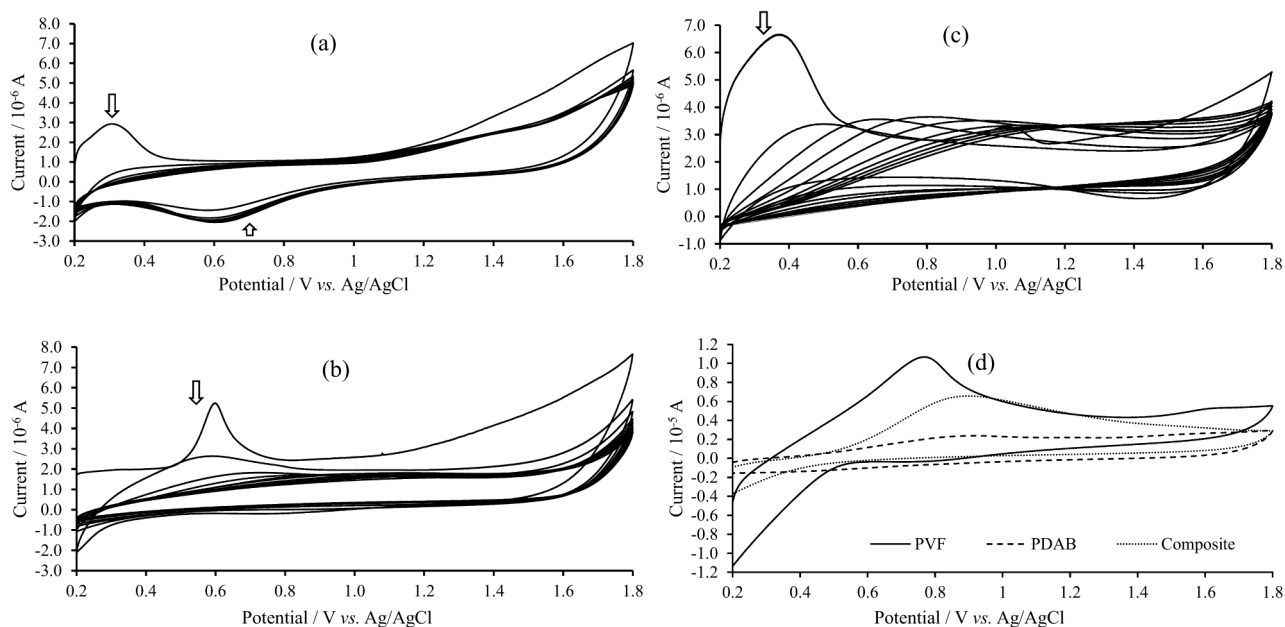 (a)
8.0
7.0
6.0
5.0
4.0
3.0
2.0
1.0
0.0
-1.0
-2.0
-3.0
Current / 10⁻⁶ A
0.2 0.4 0.6 0.8 1 1.2 1.4 1.6 1.8
Potential / V vs. Ag/AgCl
(c)
7.0
6.0
5.0
4.0
3.0
2.0
1.0
0.0
-1.0
Current / 10⁻⁶ A
0.2 0.4 0.6 0.8 1.0 1.2 1.4 1.6 1.8
Potential / V vs. Ag/AgCl
(b)
8.0
7.0
6.0
5.0
4.0
3.0
2.0
1.0
0.0
-1.0
-2.0
-3.0
Current / 10⁻⁶ A
0.2 0.4 0.6 0.8 1.0 1.2 1.4 1.6 1.8
Potential / V vs. Ag/AgCl
(d)
1.2
1.0
0.8
0.6
0.4
0.2
0.0
-0.2
-0.4
-0.6
-0.8
-1.0
-1.2
Current / 10⁻⁵ A
PVF PDAB Composite
0.2 0.4 0.6 0.8 1.0 1.2 1.4 1.6 1.8
Potential / V vs. Ag/AgCl